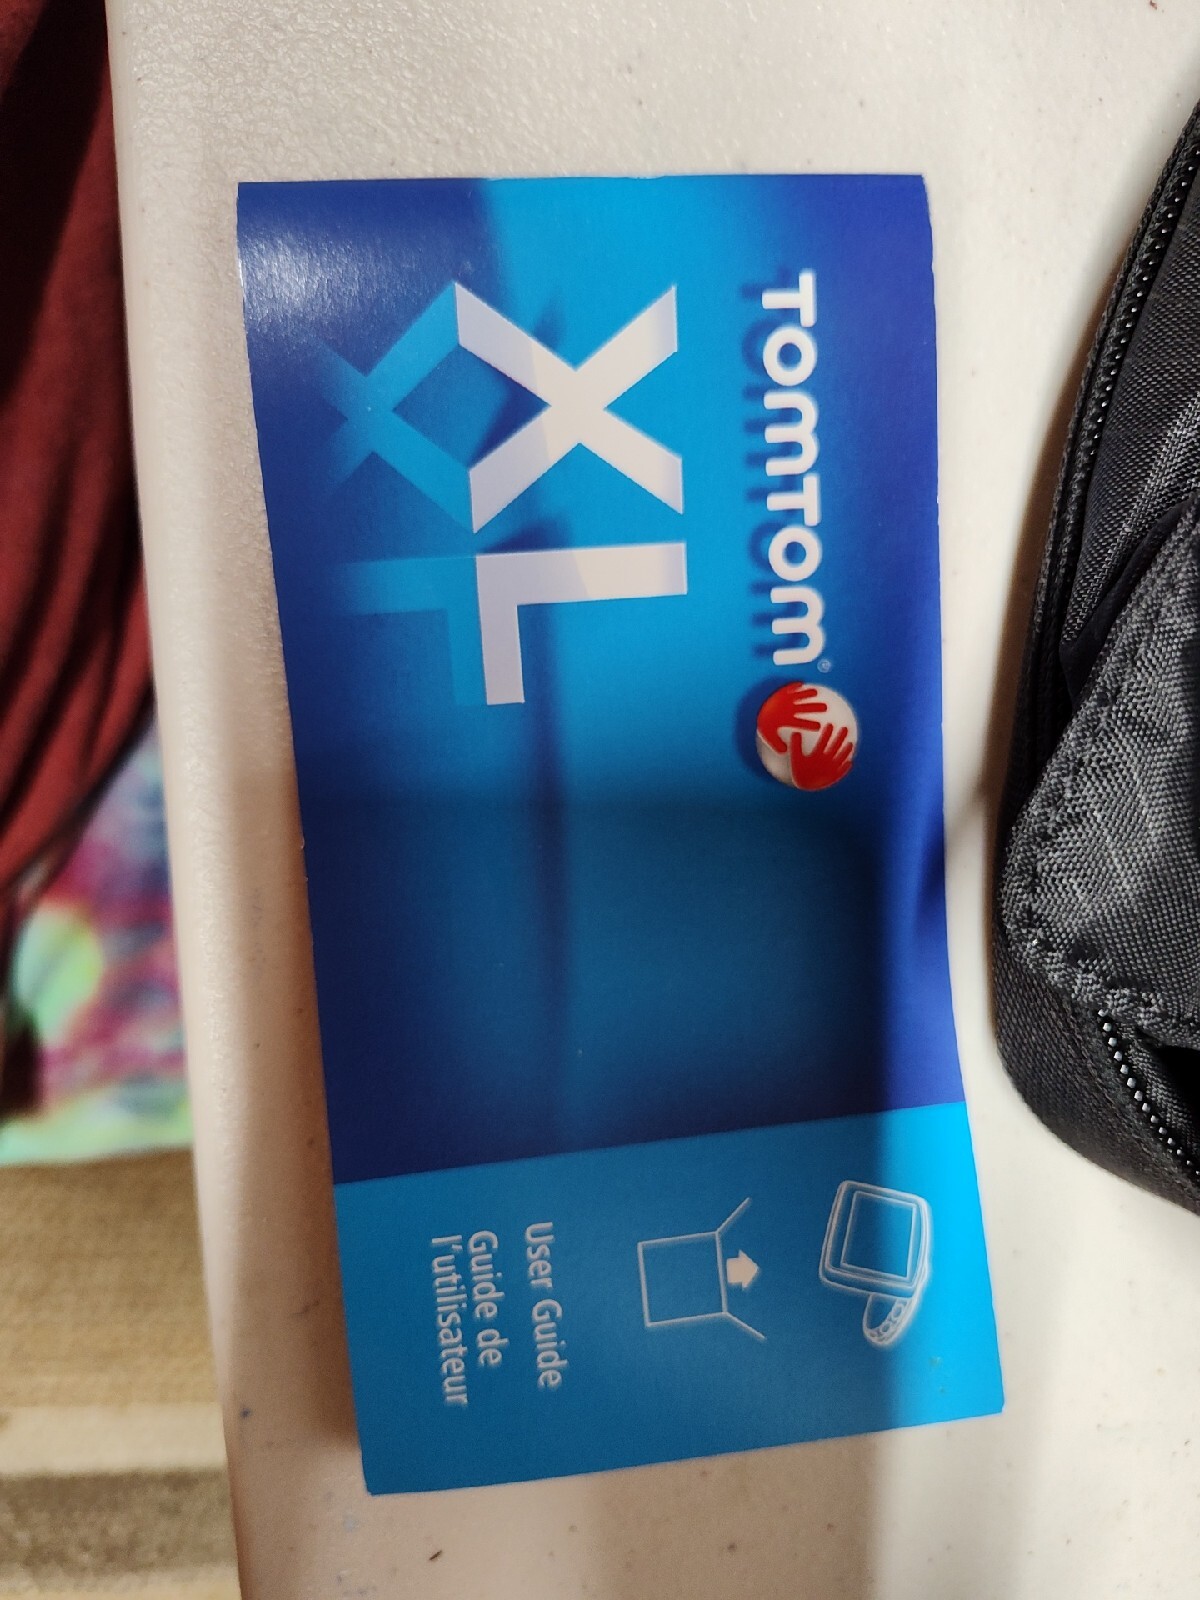 TOMTOM®
XL
User Guide
Guide de
l'utilisateur